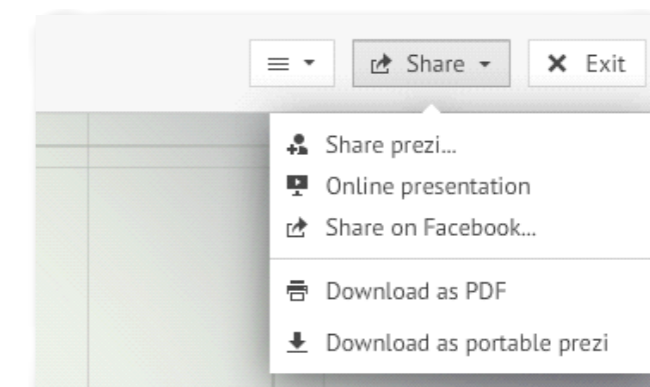 Share Exit
Share prezi...
Online presentation
Share on Facebook...
Download as PDF
Download as portable prezi